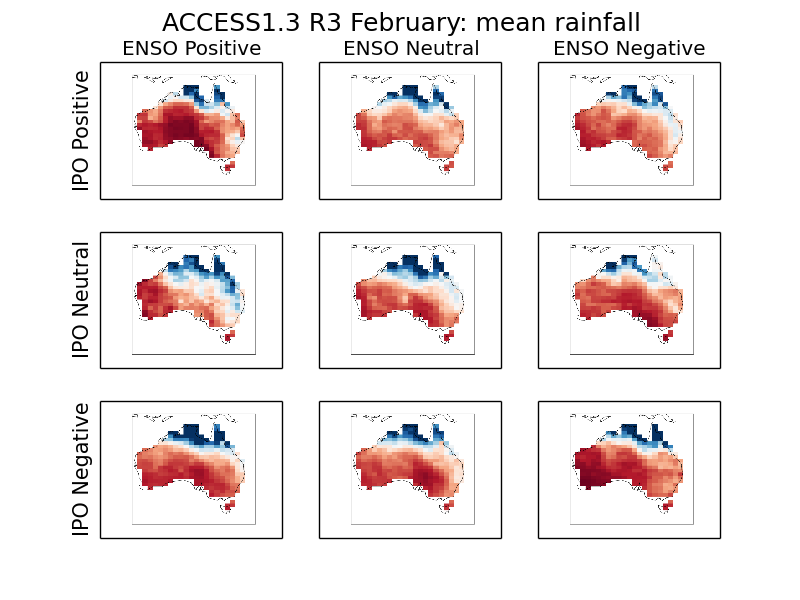 ACCESS1.3 R3 February: mean rainfall
ENSO Positive ENSO Neutral ENSO Negative
IPO Positive
IPO Neutral
IPO Negative